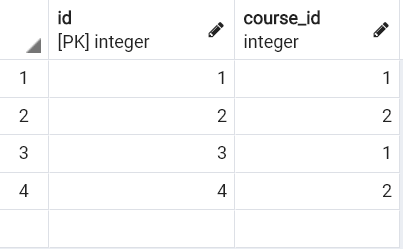 id course_id
[PK] integer integer
1 1 1
2 2 2
3 3 1
4 4 2